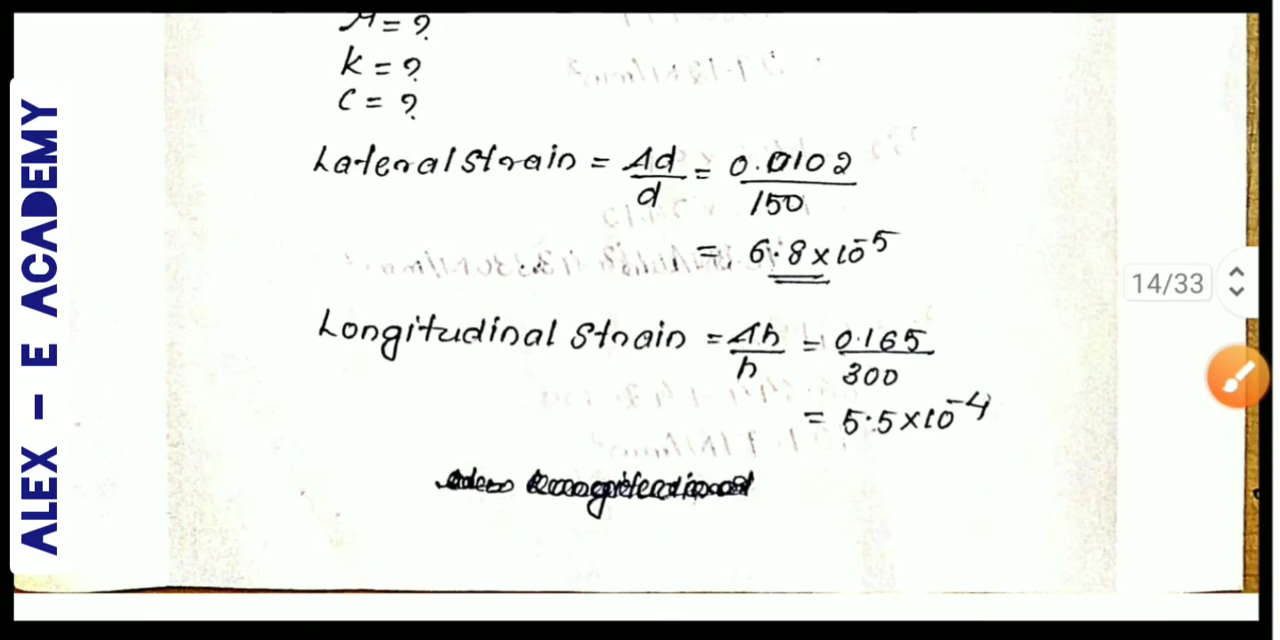 ALEX - E ACADEMY
μ = ?
K = ?
C = ?
Lateral Strain = Δd / d = 0.0102 / 150
= 6.8 × 10⁻⁵
Longitudinal Strain = Δh / h = 0.165 / 300
= 5.5 × 10⁻⁴
14/33